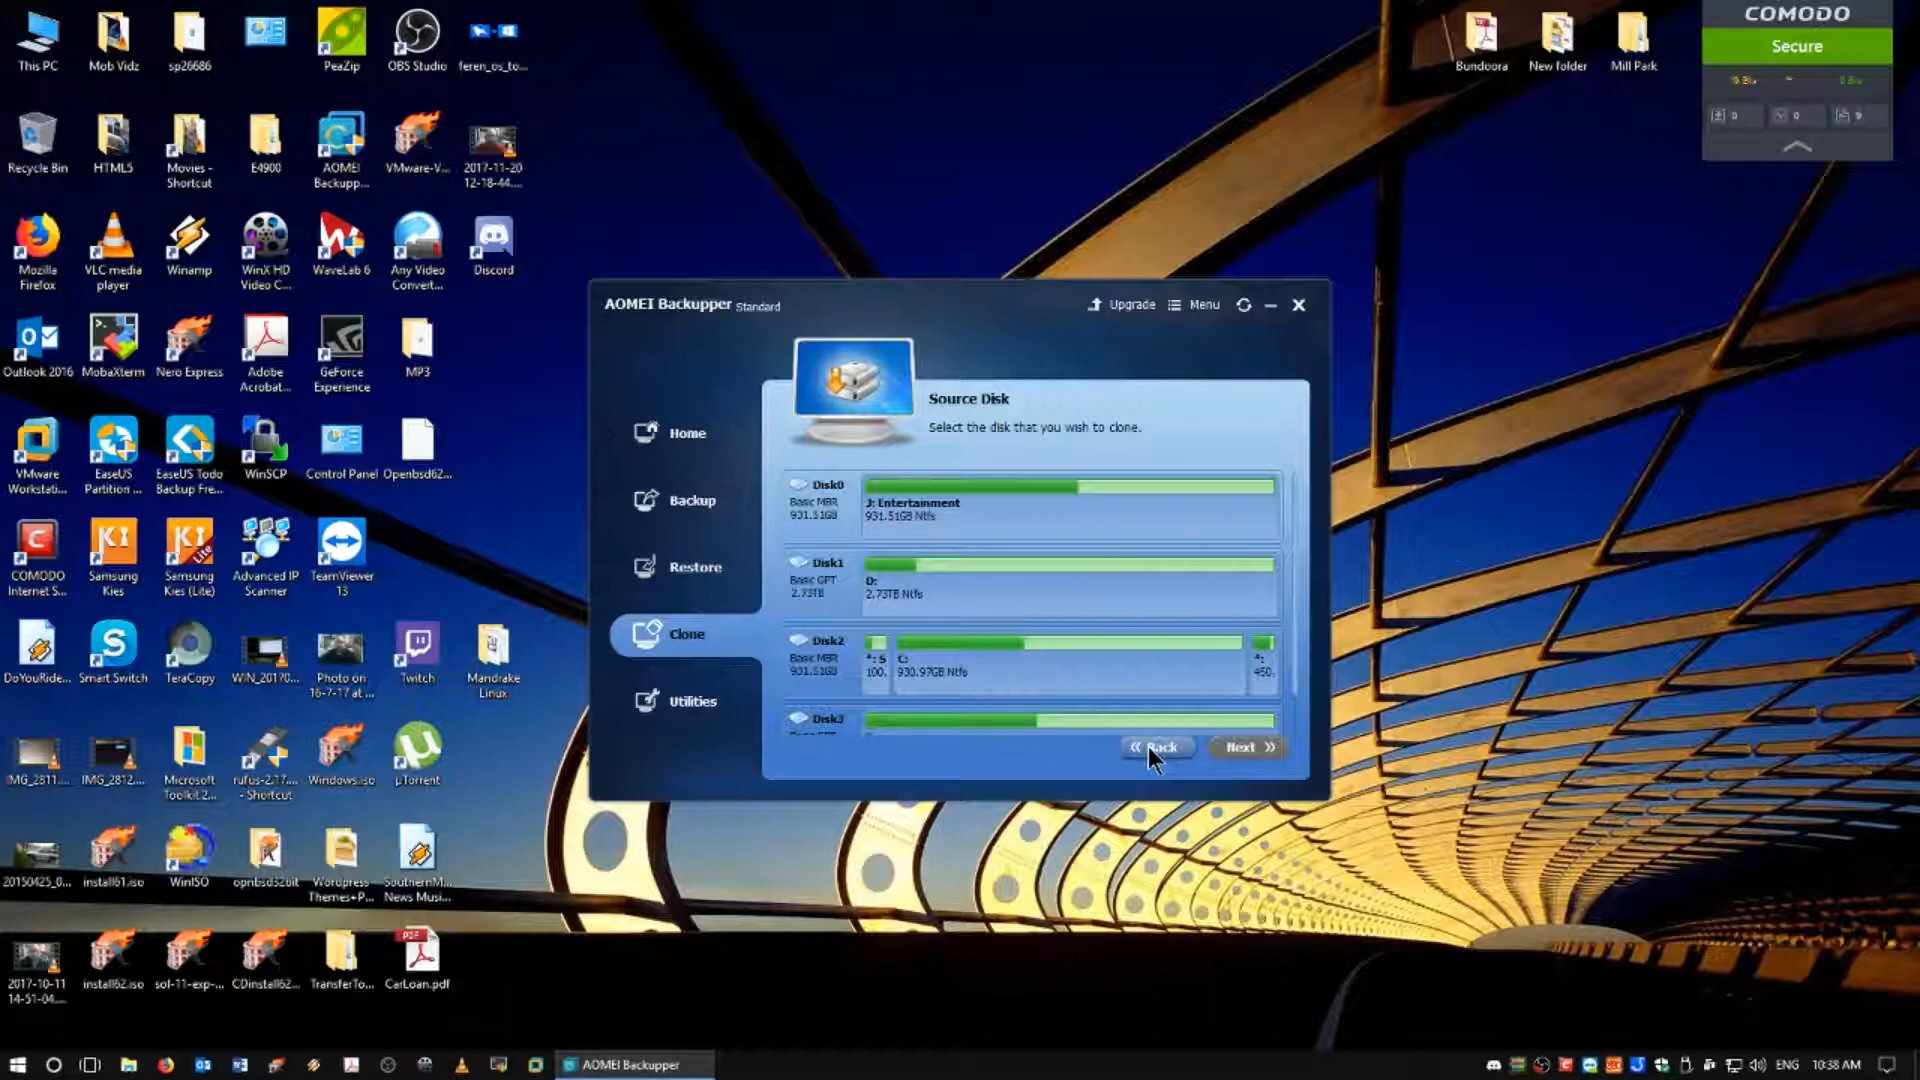 This PC
Mob Vidz
sp26686
PeaZip
OBS Studio
feren_os_to...
Bundoora
New folder
Mill Park
COMODO
Secure
Recycle Bin
HTML5
Movies -
Shortcut
E4900
AOMEI
Backupp...
VMware-V...
2017-11-20
12-18-44....
Mozilla
Firefox
VLC media
player
Winamp
WinX HD
Video C...
WaveLab 6
Any Video
Convert...
Discord
Outlook 2016
MobaXterm
Nero Express
Adobe
Acrobat...
GeForce
Experience
MP3
VMware
Workstati...
EaseUS
Partition ...
EaseUS Todo
Backup Fre...
WinSCP
Control Panel
Openbsd62...
COMODO
Internet S...
Samsung
Kies
Samsung
Kies (Lite)
Advanced IP
Scanner
TeamViewer
13
DoYouRide...
Smart Switch
TeraCopy
WIN_20170...
Photo on
16-7-17 at ...
Twitch
Mandrake
Linux
IMG_2811....
IMG_2812....
Microsoft
Toolkit 2...
rufus-2.17....
- Shortcut
Windows.iso
µTorrent
20150425_0...
install61.iso
WinISO
opnbsd32bit
Wordpress
Themes+P...
SouthernM...
News Musi...
2017-10-11
14-51-04....
install62.iso
sol-11-exp-...
CDinstall62...
TransferTo...
CarLoan.pdf
AOMEI Backupper Standard
Upgrade
Menu
Home
Backup
Restore
Clone
Utilities
Source Disk
Select the disk that you wish to clone.
Disk0
Basic MBR
931.51GB
J: Entertainment
931.51GB Ntfs
Disk1
Basic GPT
2.73TB
D:
2.73TB Ntfs
Disk2
Basic MBR
931.51GB
*: S
100.
C:
930.97GB Ntfs
*:
450.
Disk3
Back
Next
AOMEI Backupper
ENG
10:38 AM